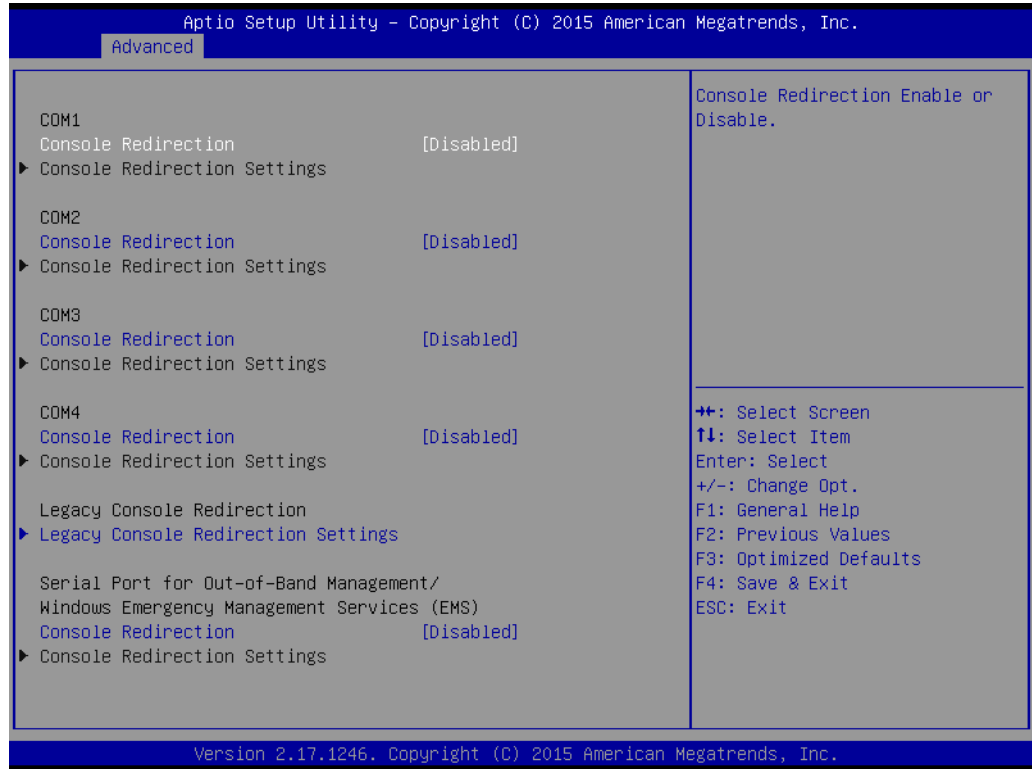 Aptio Setup Utility – Copyright (C) 2015 American Megatrends, Inc.
Advanced
COM1
Console Redirection [Disabled]
▶ Console Redirection Settings
COM2
Console Redirection [Disabled]
▶ Console Redirection Settings
COM3
Console Redirection [Disabled]
▶ Console Redirection Settings
COM4
Console Redirection [Disabled]
▶ Console Redirection Settings
Legacy Console Redirection
▶ Legacy Console Redirection Settings
Serial Port for Out-of-Band Management/
Windows Emergency Management Services (EMS)
Console Redirection [Disabled]
▶ Console Redirection Settings
Console Redirection Enable or
Disable.
→←: Select Screen
↑↓: Select Item
Enter: Select
+/-: Change Opt.
F1: General Help
F2: Previous Values
F3: Optimized Defaults
F4: Save & Exit
ESC: Exit
Version 2.17.1246. Copyright (C) 2015 American Megatrends, Inc.